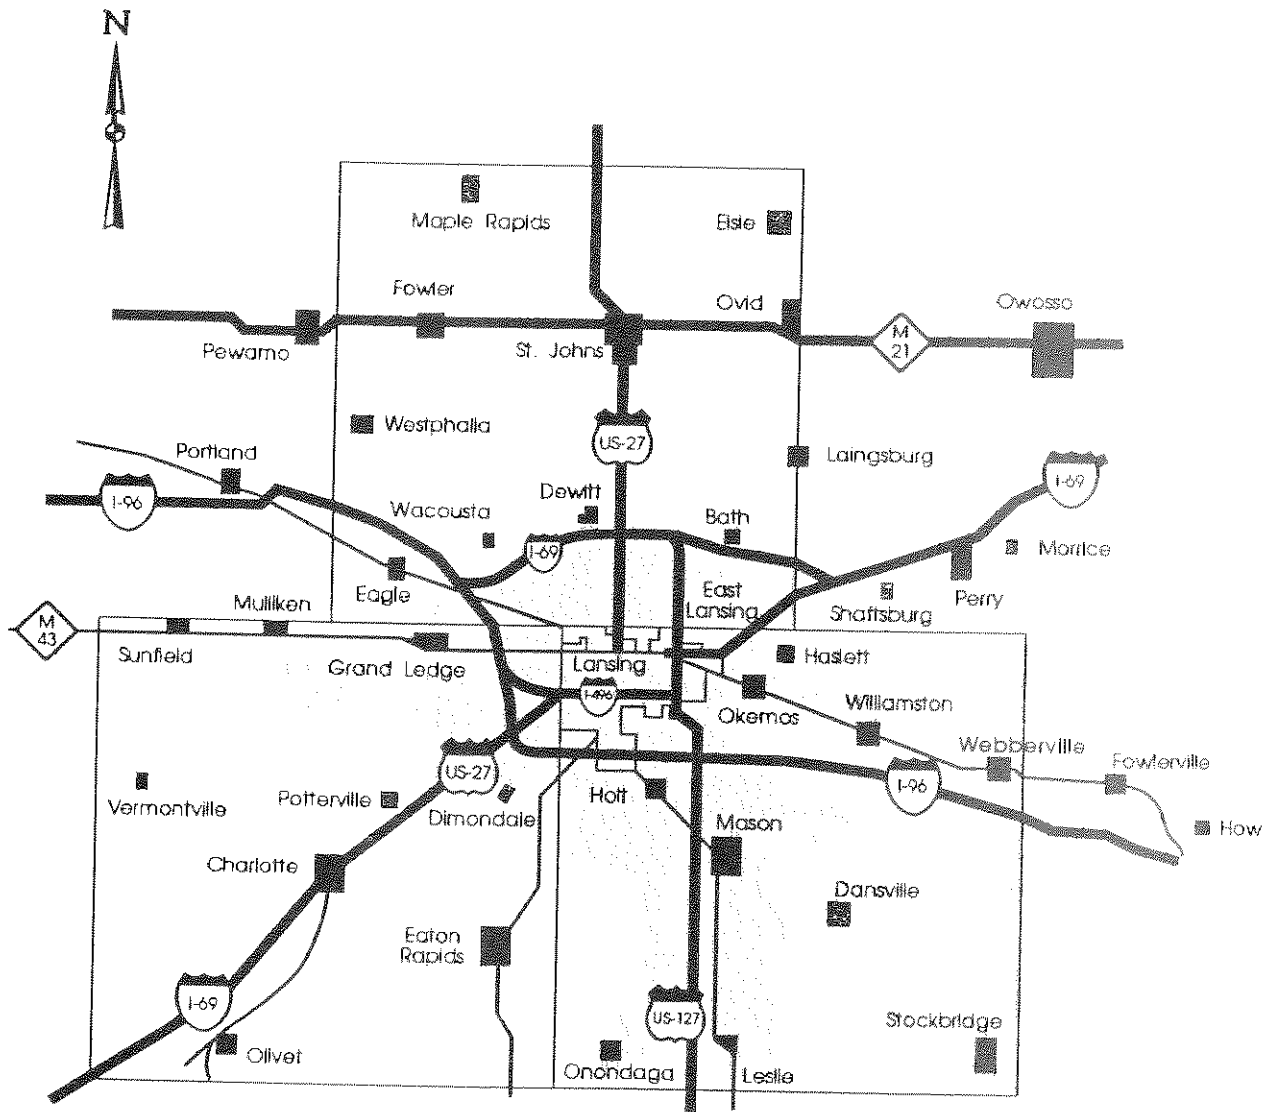 N
Maple Rapids
Elsie
Fowler
Ovid
Owosso
Pewamo
St. Johns
M
21
Westphalia
US-27
Portland
Laingsburg
I-96
I-69
Dewitt
Wacousta
Bath
I-69
Morrice
Eagle
East
Lansing
Shaftsburg
Perry
Mulliken
M
43
Sunfield
Grand Ledge
Lansing
Haslett
I-496
Okemos
Williamston
Webberville
Fowlerville
US-27
I-96
Vermontville
Potterville
Dimondale
Holt
Mason
How
Charlotte
Dansville
Eaton
Rapids
I-69
US-127
Stockbridge
Olivet
Onondaga
Leslie